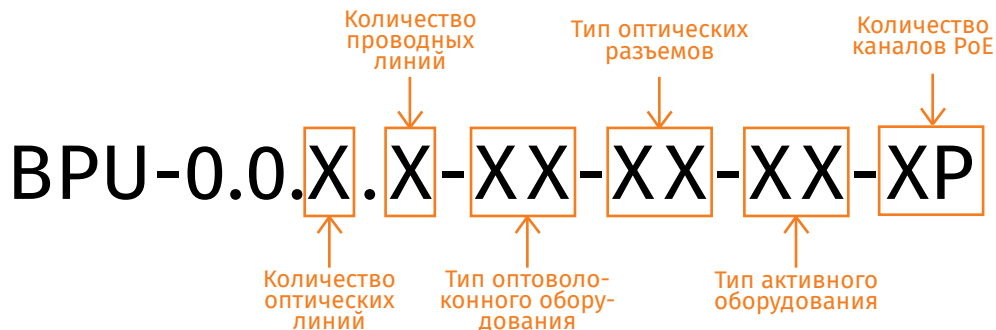 Количество
проводных
линий
Тип оптических
разъемов
Количество
каналов PoE
BPU-0.0.X.X-XX-XX-XX-XP
Количество
оптических
линий
Тип оптоволо-
конного обору-
дования
Тип активного
оборудования